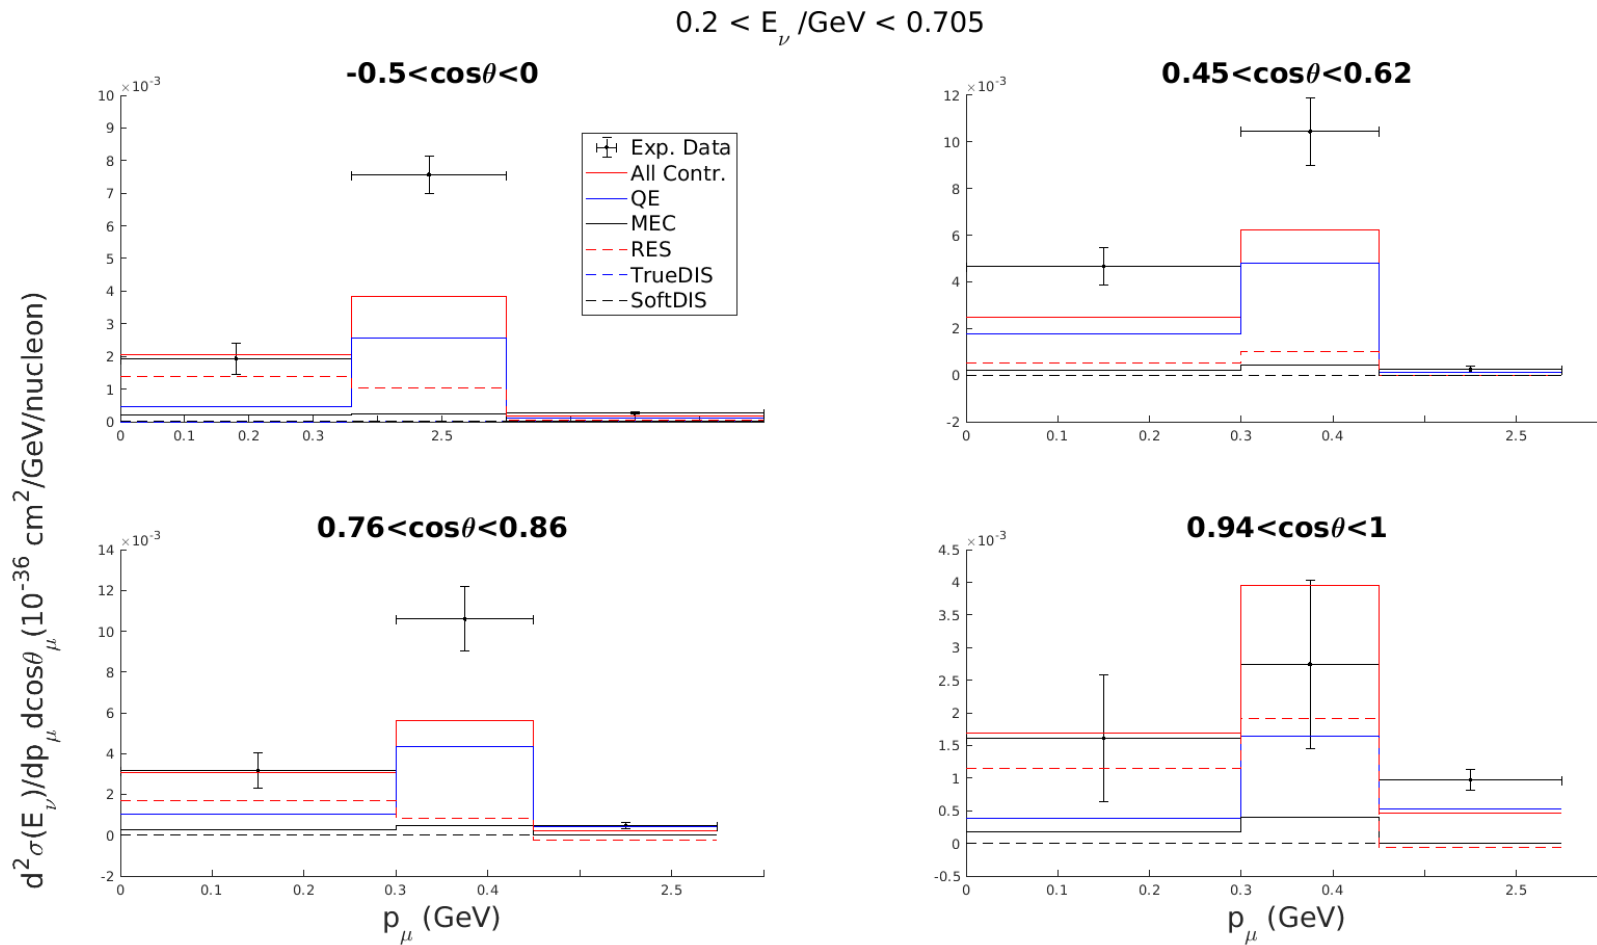 0.2 < E_ν /GeV < 0.705
-0.5<cosθ<0
×10⁻³
10
9
8
7
6
5
4
3
2
1
0
0 0.1 0.2 0.3 2.5
Exp. Data
All Contr.
QE
MEC
RES
TrueDIS
SoftDIS
0.45<cosθ<0.62
×10⁻³
12
10
8
6
4
2
0
-2
0 0.1 0.2 0.3 0.4 2.5
d²σ(E_ν)/dp_μ dcosθ_μ (10⁻³⁶ cm²/GeV/nucleon)
0.76<cosθ<0.86
×10⁻³
14
12
10
8
6
4
2
0
-2
0 0.1 0.2 0.3 0.4 2.5
p_μ (GeV)
0.94<cosθ<1
×10⁻³
4.5
4
3.5
3
2.5
2
1.5
1
0.5
0
-0.5
0 0.1 0.2 0.3 0.4 2.5
p_μ (GeV)